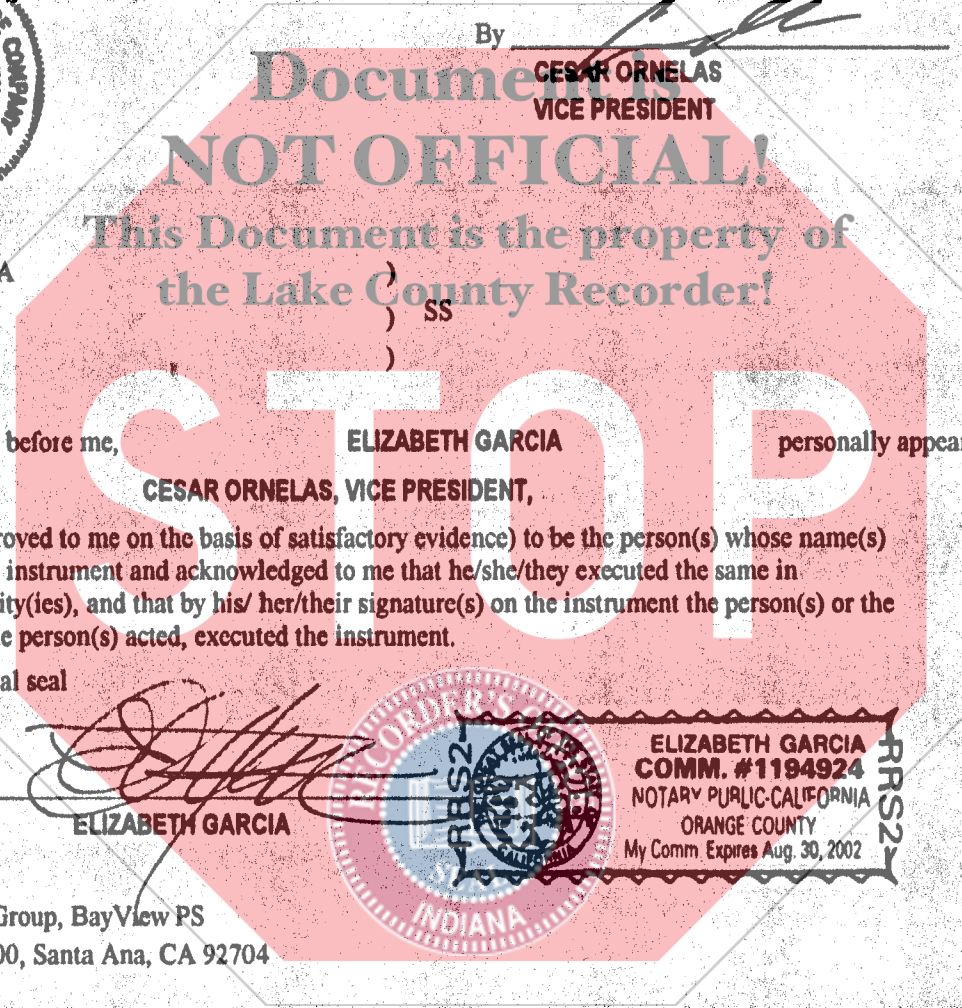 COMPANY
By
CESAR ORNELAS
VICE PRESIDENT
Document is
NOT OFFICIAL!
This Document is the property of
the Lake County Recorder!
A
)
) SS
)
STOP
before me, ELIZABETH GARCIA personally appear
CESAR ORNELAS, VICE PRESIDENT,
roved to me on the basis of satisfactory evidence) to be the person(s) whose name(s)
instrument and acknowledged to me that he/she/they executed the same in
ity(ies), and that by his/ her/their signature(s) on the instrument the person(s) or the
e person(s) acted, executed the instrument.
al seal
ELIZABETH GARCIA
RECORDER'S
INDIANA
RRS2
ELIZABETH GARCIA
COMM. #1194924
NOTARY PUBLIC-CALIFORNIA
ORANGE COUNTY
My Comm. Expires Aug. 30, 2002
RRS2
Group, BayView PS
00, Santa Ana, CA 92704